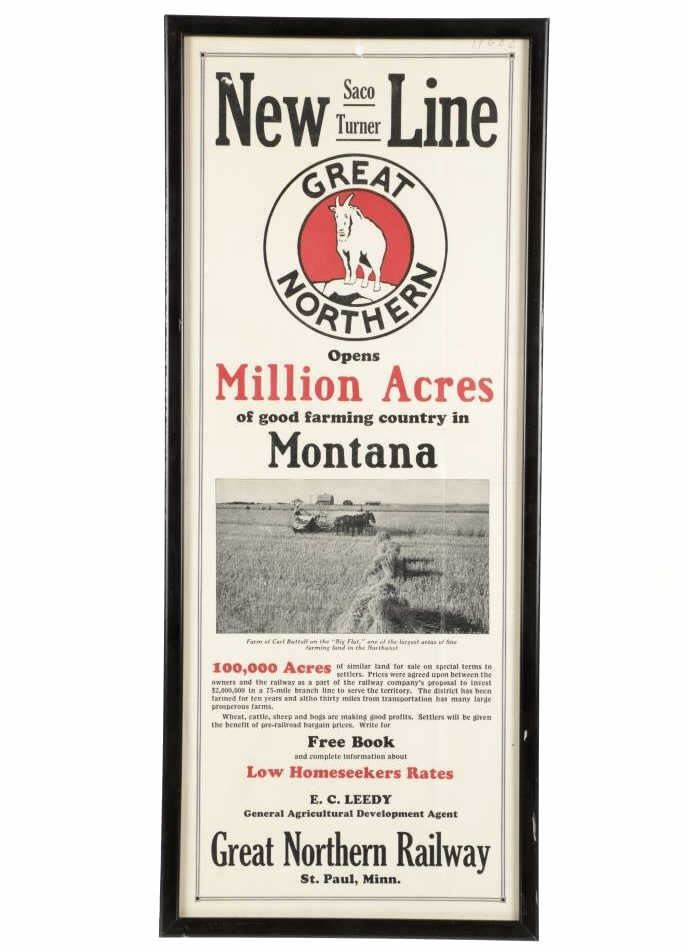 New Saco Turner Line
GREAT
NORTHERN
Opens
Million Acres
of good farming country in
Montana
Farm of Carl Buttolf on the "Big Flat," one of the largest areas of fine
farming land in the Northwest
100,000 Acres of similar land for sale on special terms to
settlers. Prices were agreed upon between the
owners and the railway as a part of the railway company's proposal to invest
$2,000,000 in a 75-mile branch line to serve the territory. The district has been
farmed for ten years and altho thirty miles from transportation has many large
prosperous farms.
Wheat, cattle, sheep and hogs are making good profits. Settlers will be given
the benefit of pre-railroad bargain prices. Write for
Free Book
and complete information about
Low Homeseekers Rates
E. C. LEEDY
General Agricultural Development Agent
Great Northern Railway
St. Paul, Minn.